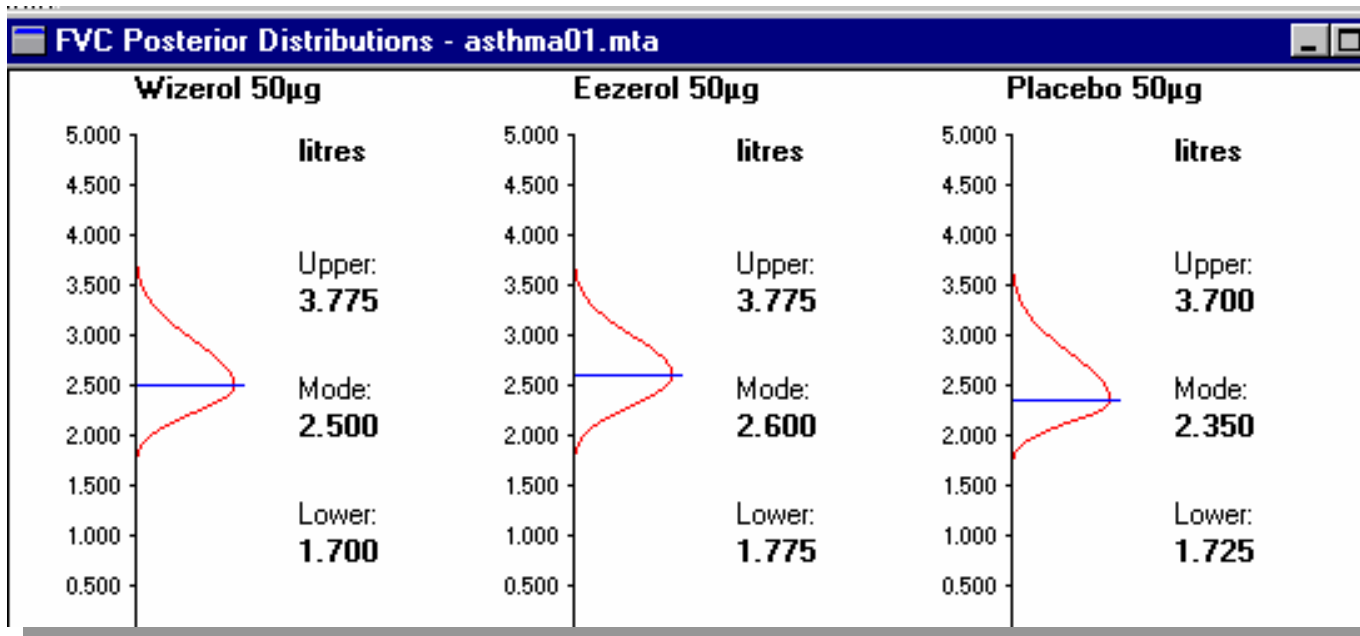 FVC Posterior Distributions - asthma01.mta
Wizerol 50µg
5.000
litres
4.500
4.000
Upper:
3.500
3.775
3.000
2.500
Mode:
2.000
2.500
1.500
Lower:
1.000
1.700
0.500
Eezerol 50µg
5.000
litres
4.500
4.000
Upper:
3.500
3.775
3.000
2.500
Mode:
2.000
2.600
1.500
Lower:
1.000
1.775
0.500
Placebo 50µg
5.000
litres
4.500
4.000
Upper:
3.500
3.700
3.000
2.500
Mode:
2.000
2.350
1.500
Lower:
1.000
1.725
0.500